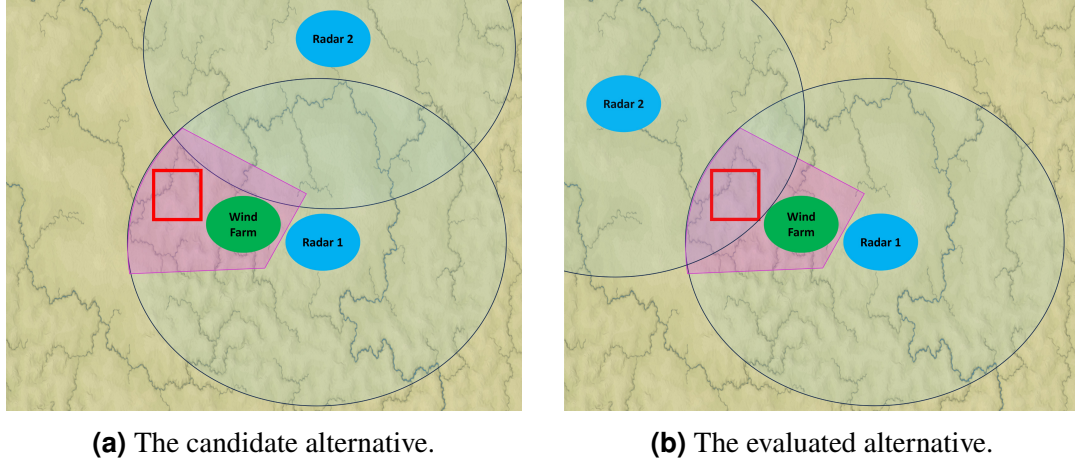 Radar 2
Wind
Farm
Radar 1
(a) The candidate alternative.
Radar 2
Wind
Farm
Radar 1
(b) The evaluated alternative.